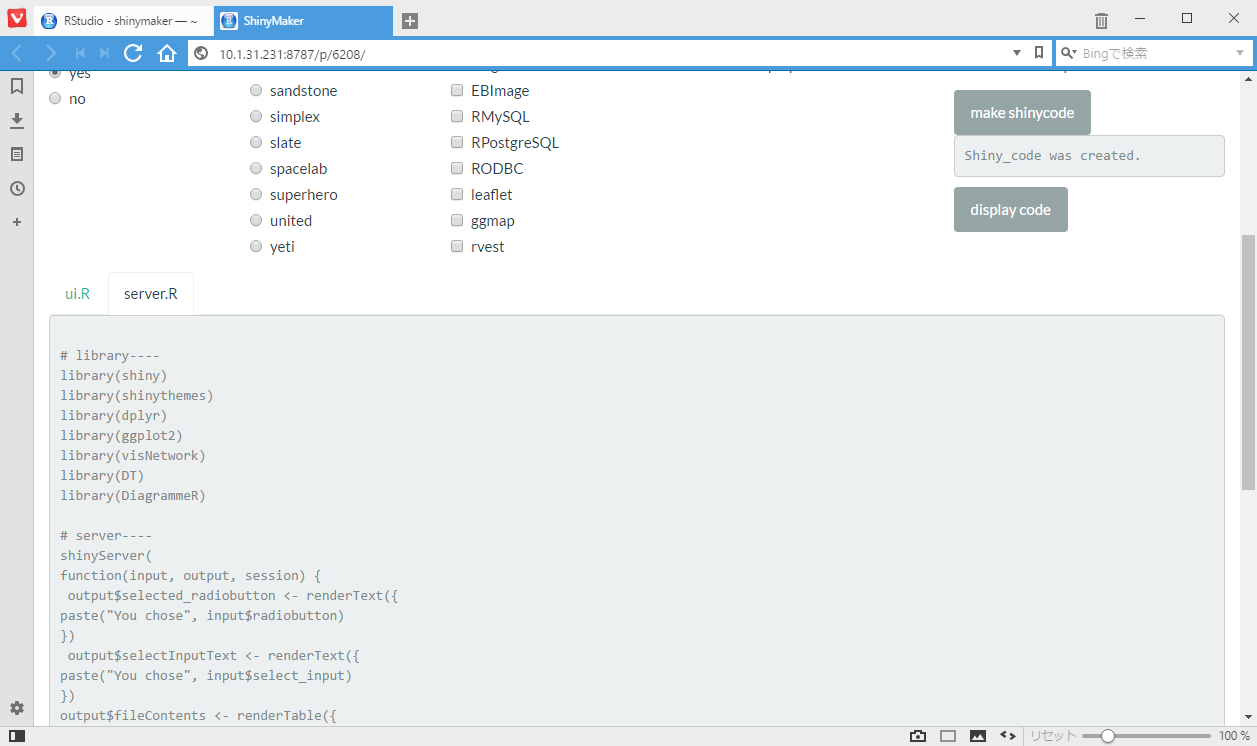 RStudio - shinymaker — ~
ShinyMaker
10.1.31.231:8787/p/6208/
Bingで検索
yes
no
sandstone
simplex
slate
spacelab
superhero
united
yeti
EBImage
RMySQL
RPostgreSQL
RODBC
leaflet
ggmap
rvest
make shinycode
Shiny_code was created.
display code
ui.R
server.R
# library----
library(shiny)
library(shinythemes)
library(dplyr)
library(ggplot2)
library(visNetwork)
library(DT)
library(DiagrammeR)
# server----
shinyServer(
function(input, output, session) {
output$selected_radiobutton <- renderText({
paste("You chose", input$radiobutton)
})
output$selectInputText <- renderText({
paste("You chose", input$select_input)
})
output$fileContents <- renderTable({
リセット
100 %